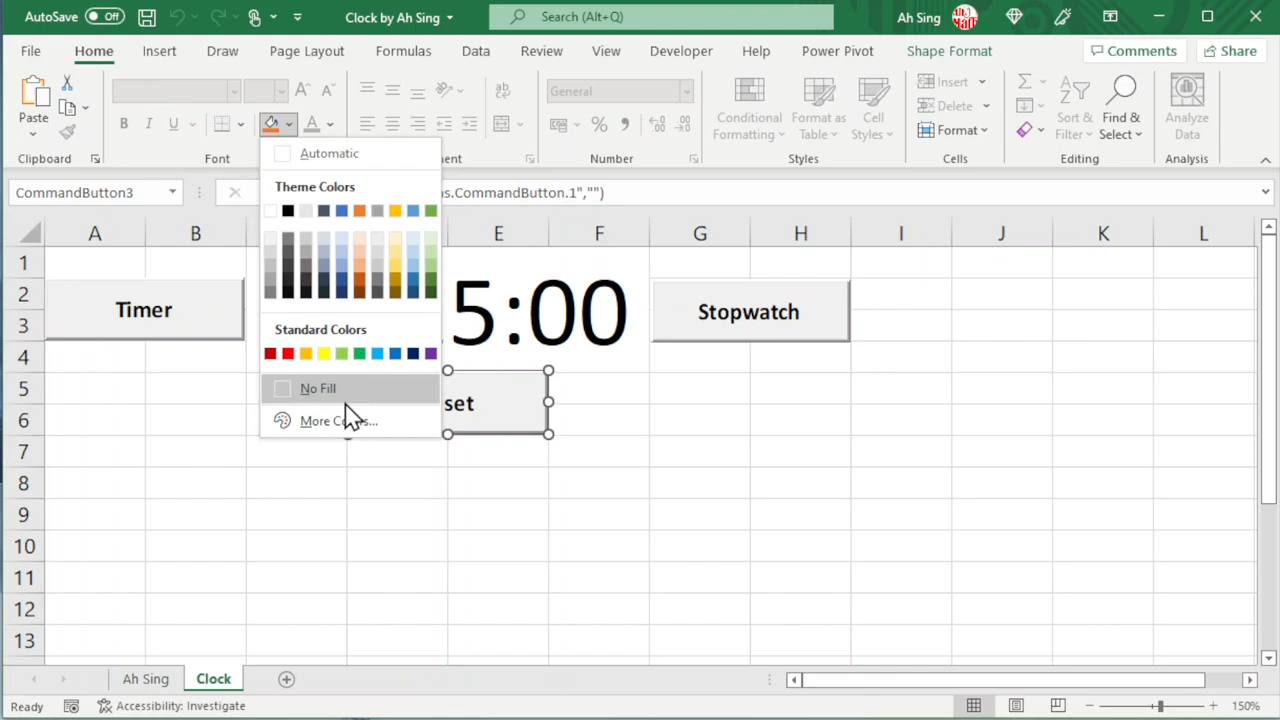 AutoSave Off Clock by Ah Sing Search (Alt+Q) Ah Sing
File Home Insert Draw Page Layout Formulas Data Review View Developer Help Power Pivot Shape Format Comments Share
Paste
B I U A
General
% 9
Conditional Formatting
Format as Table
Cell Styles
Insert
Delete
Format
Sort & Filter
Find & Select
Analyze Data
Clipboard Font Number Styles Cells Editing Analysis
CommandButton3
.CommandButton.1","")
Automatic
Theme Colors
Standard Colors
No Fill
A B E F G H I J K L
1
2
3
4
5
6
7
8
9
10
11
12
13
Timer
5:00
Stopwatch
set
Ah Sing Clock
Ready Accessibility: Investigate 150%